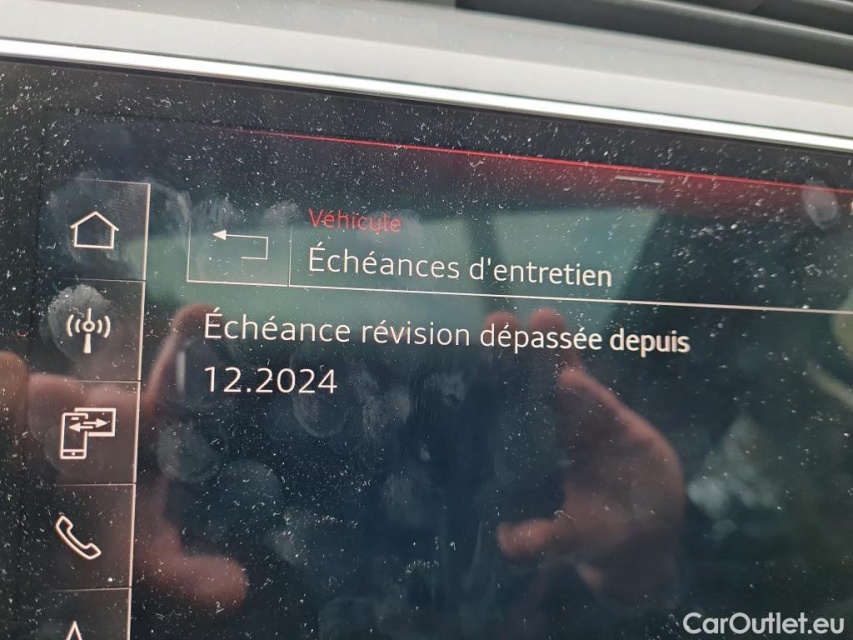 Véhicule
Échéances d'entretien
Échéance révision dépassée depuis
12.2024
CarOutlet.eu